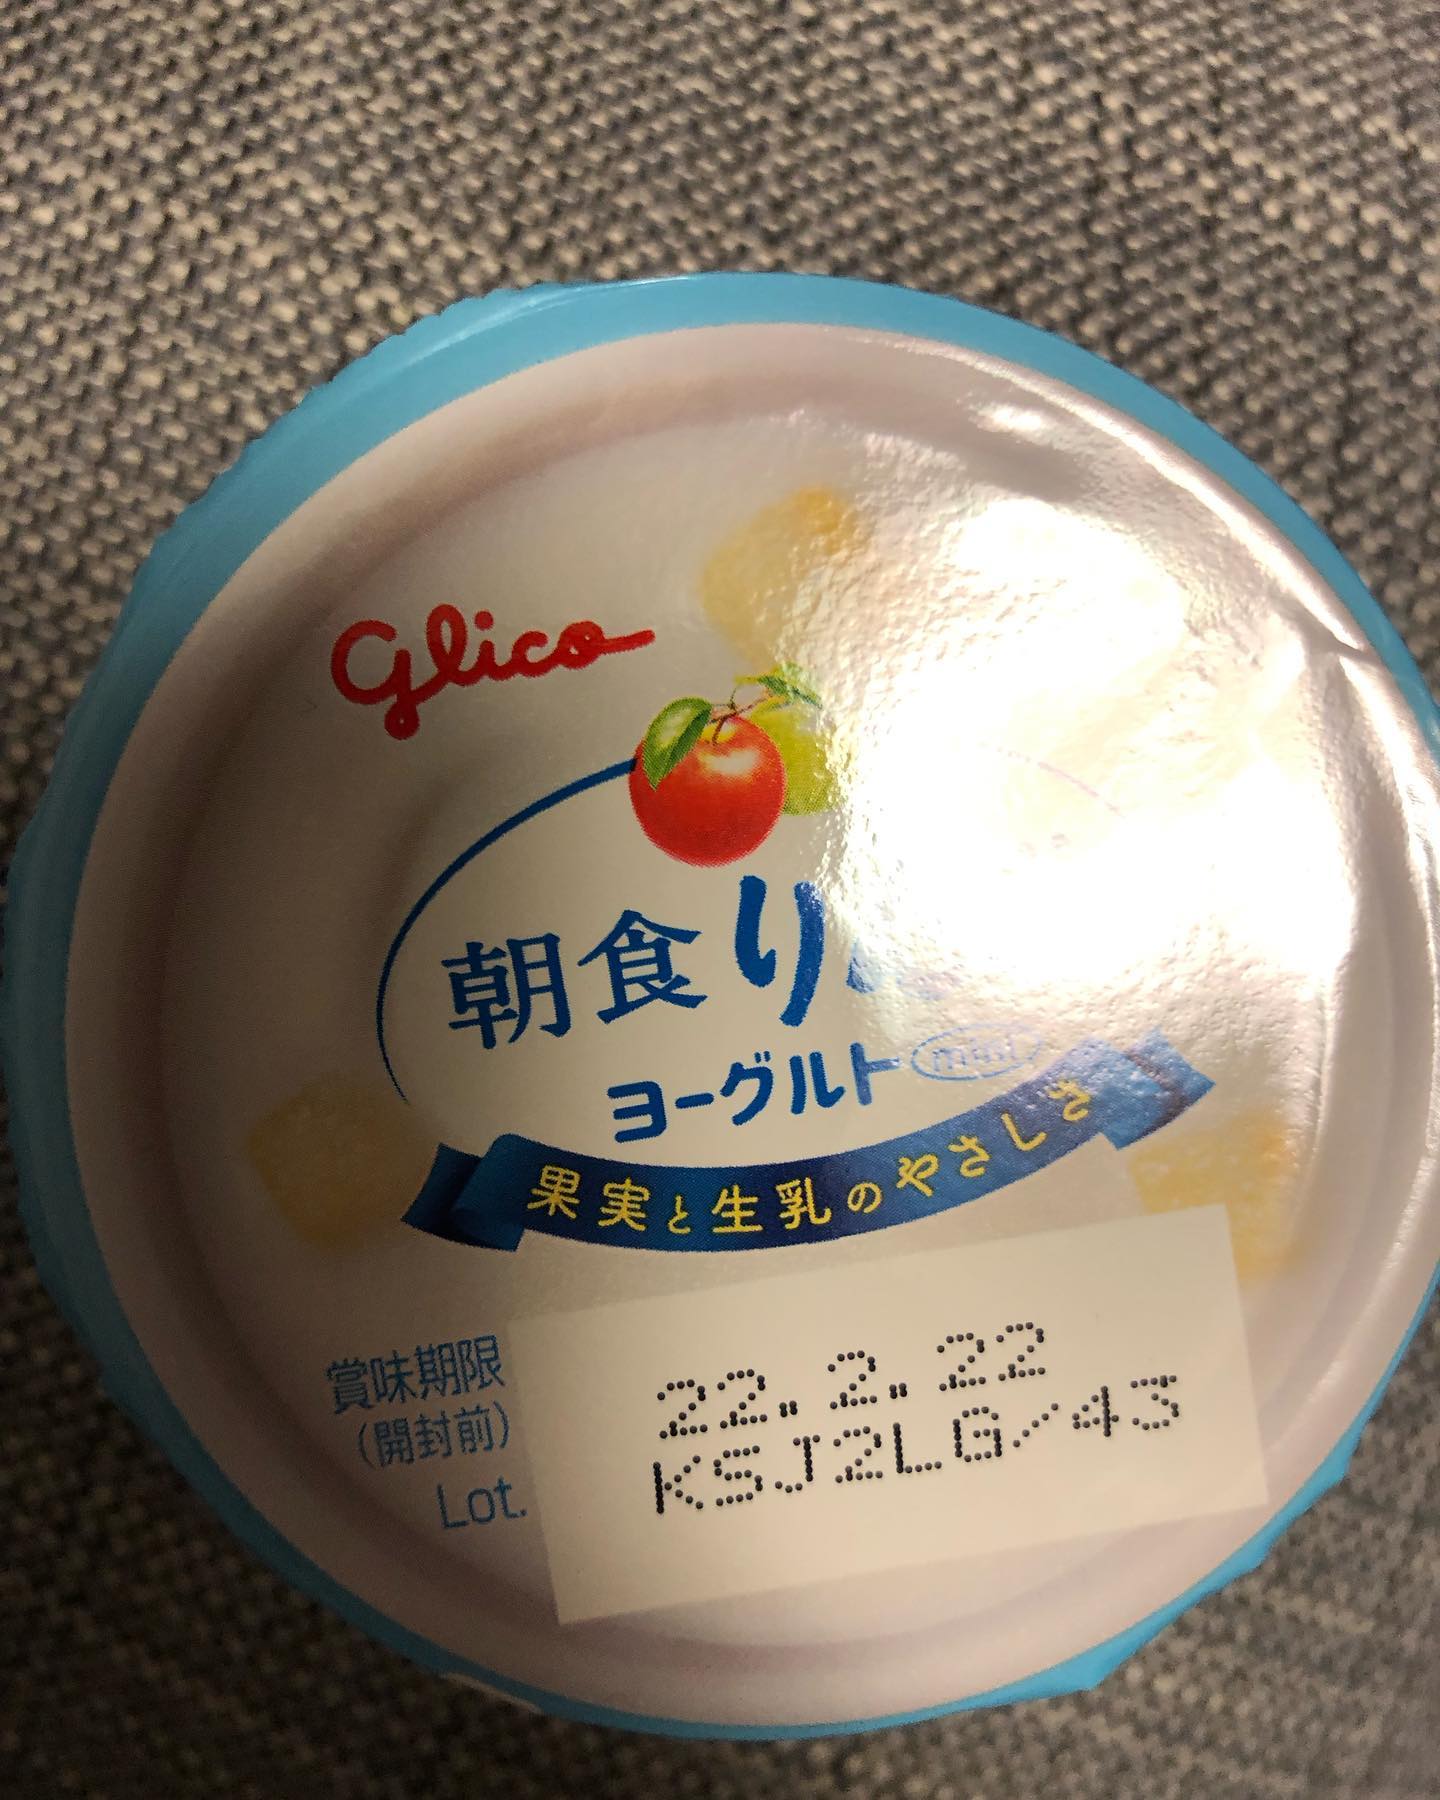 Glico
朝食り
ヨーグルト mini
果実と生乳のやさしさ
賞味期限
(開封前)
Lot.
22.2.22
KSJ2LG/43